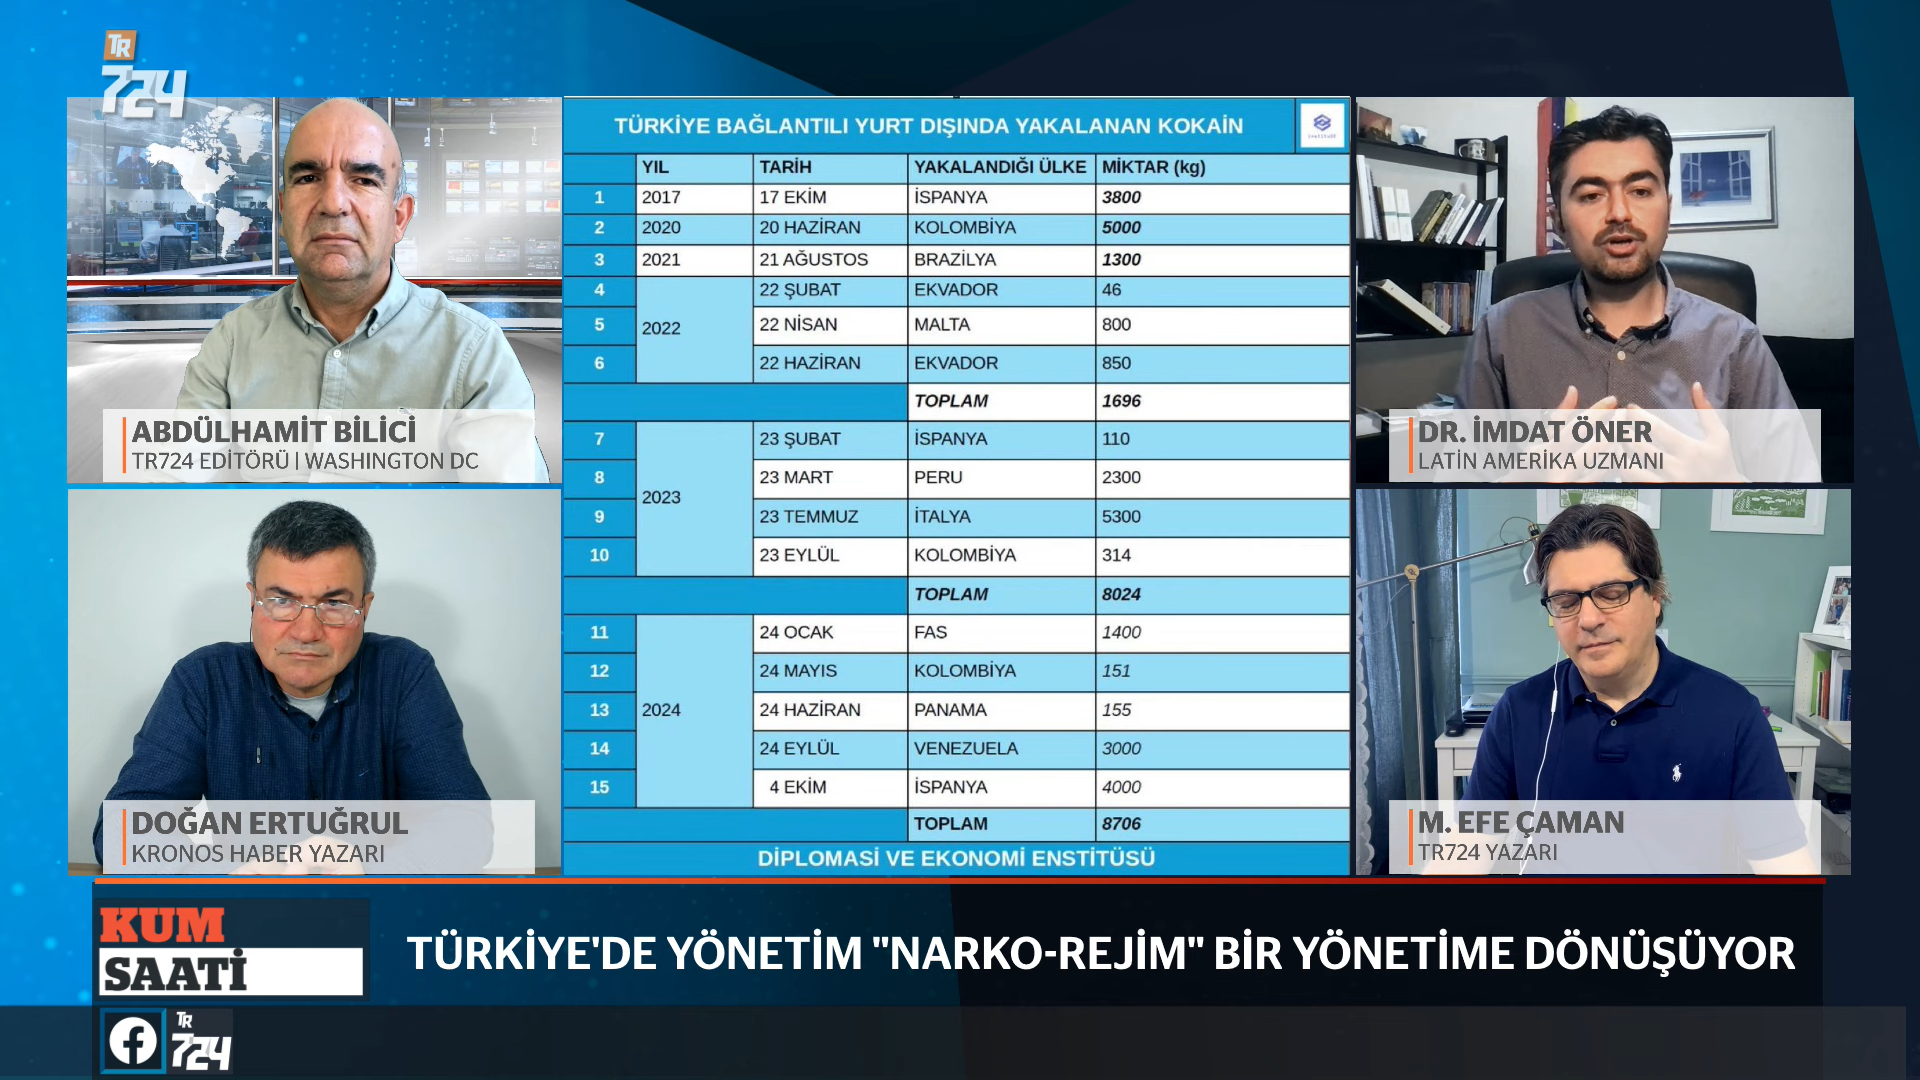 TR
724
TÜRKİYE BAĞLANTILI YURT DIŞINDA YAKALANAN KOKAİN
YIL TARİH YAKALANDIĞI ÜLKE MİKTAR (kg)
1 2017 17 EKİM İSPANYA 3800
2 2020 20 HAZİRAN KOLOMBİYA 5000
3 2021 21 AĞUSTOS BRAZİLYA 1300
4 2022 22 ŞUBAT EKVADOR 46
5 22 NİSAN MALTA 800
6 22 HAZİRAN EKVADOR 850
TOPLAM 1696
7 2023 23 ŞUBAT İSPANYA 110
8 23 MART PERU 2300
9 23 TEMMUZ İTALYA 5300
10 23 EYLÜL KOLOMBİYA 314
TOPLAM 8024
11 2024 24 OCAK FAS 1400
12 24 MAYIS KOLOMBİYA 151
13 24 HAZİRAN PANAMA 155
14 24 EYLÜL VENEZUELA 3000
15 4 EKİM İSPANYA 4000
TOPLAM 8706
DİPLOMASİ VE EKONOMİ ENSTİTÜSÜ
ABDÜLHAMİT BİLİCİ
TR724 EDİTÖRÜ | WASHINGTON DC
DR. İMDAT ÖNER
LATİN AMERİKA UZMANI
DOĞAN ERTUĞRUL
KRONOS HABER YAZARI
M. EFE ÇAMAN
TR724 YAZARI
KUM
SAATİ
TÜRKİYE'DE YÖNETİM "NARKO-REJİM" BİR YÖNETİME DÖNÜŞÜYOR
TR
724